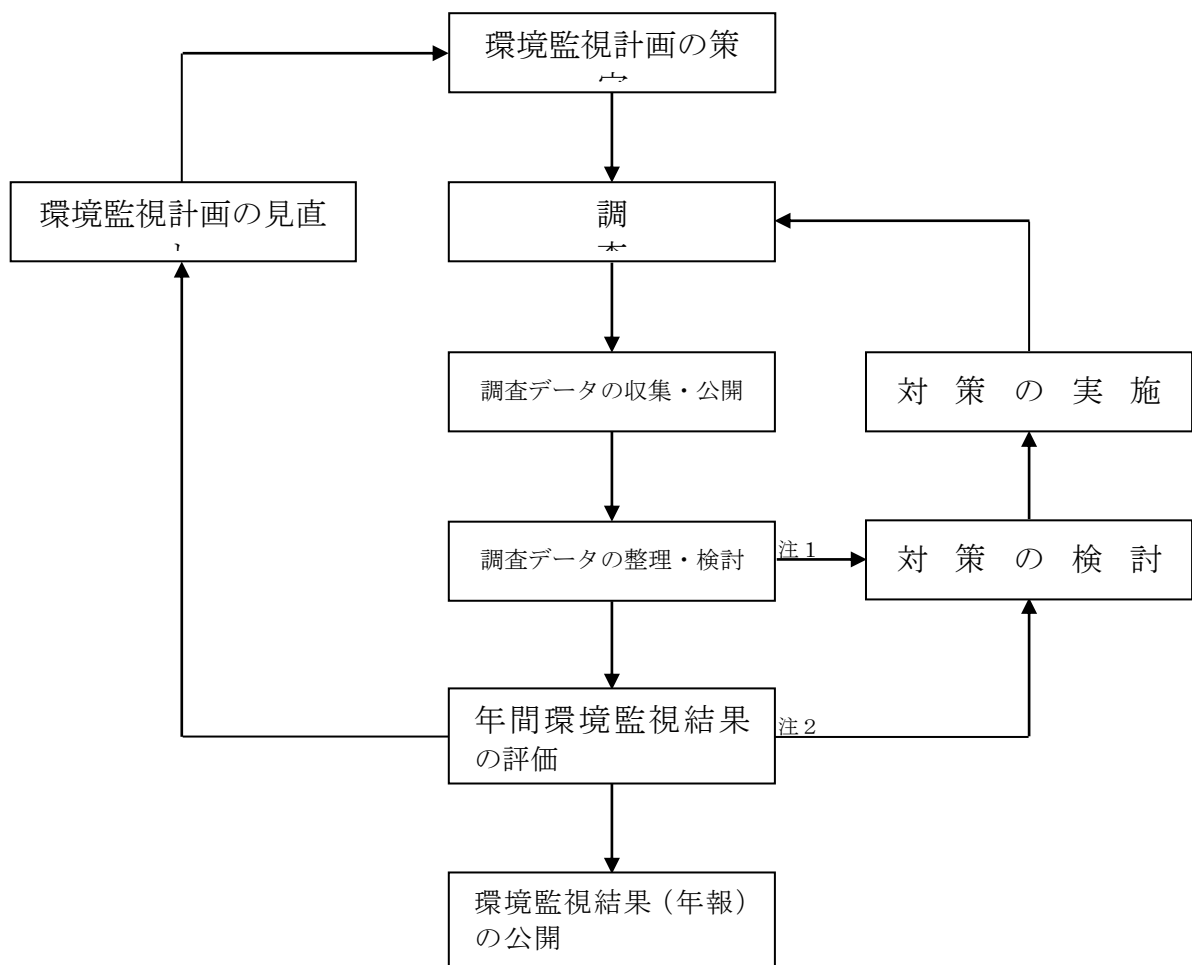 環境監視計画の策
環境監視計画の見直
調
調査データの収集・公開
対策の実施
調査データの整理・検討
注1
対策の検討
年間環境監視結果
の評価
注2
環境監視結果(年報)
の公開